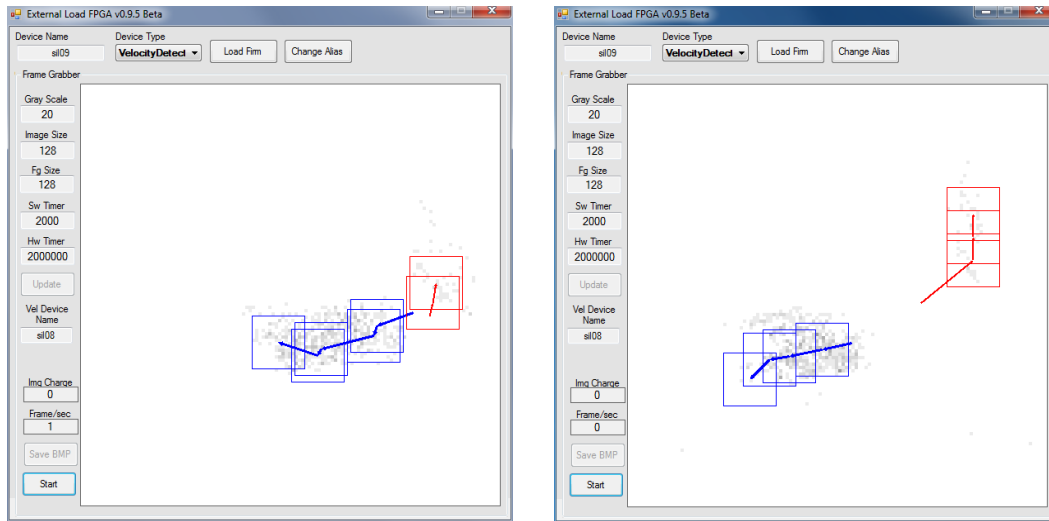 External Load FPGA v0.9.5 Beta
Device Name
Device Type
sil09
VelocityDetect
Load Firm
Change Alias
Frame Grabber
Gray Scale
20
Image Size
128
Fg Size
128
Sw Timer
2000
Hw Timer
2000000
Update
Vel Device
Name
sil08
Img Charge
0
Frame/sec
1
Save BMP
Start
External Load FPGA v0.9.5 Beta
Device Name
Device Type
sil09
VelocityDetect
Load Firm
Change Alias
Frame Grabber
Gray Scale
20
Image Size
128
Fg Size
128
Sw Timer
2000
Hw Timer
2000000
Update
Vel Device
Name
sil08
Img Charge
0
Frame/sec
0
Save BMP
Start